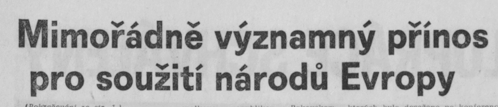 Mimořádně významný přínos
pro soužití národů Evropy